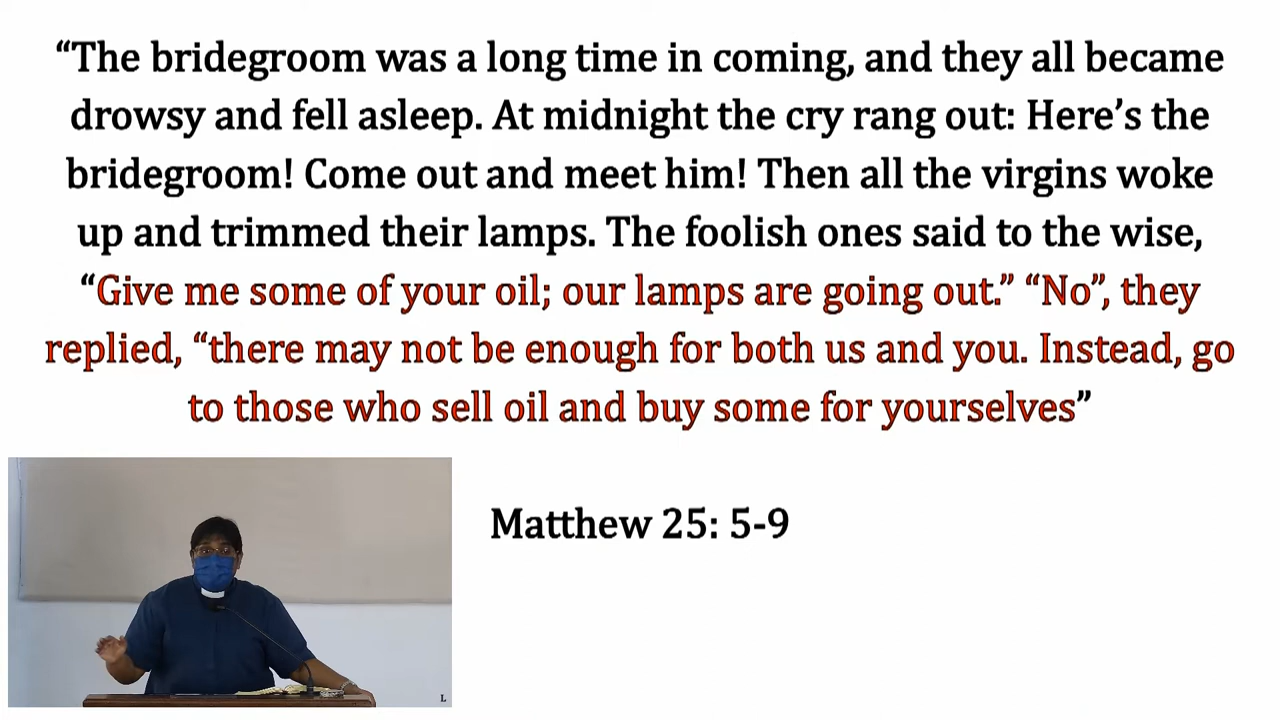 “The bridegroom was a long time in coming, and they all became
drowsy and fell asleep. At midnight the cry rang out: Here’s the
bridegroom! Come out and meet him! Then all the virgins woke
up and trimmed their lamps. The foolish ones said to the wise,
“Give me some of your oil; our lamps are going out.” “No”, they
replied, “there may not be enough for both us and you. Instead, go
to those who sell oil and buy some for yourselves”
Matthew 25: 5-9
L